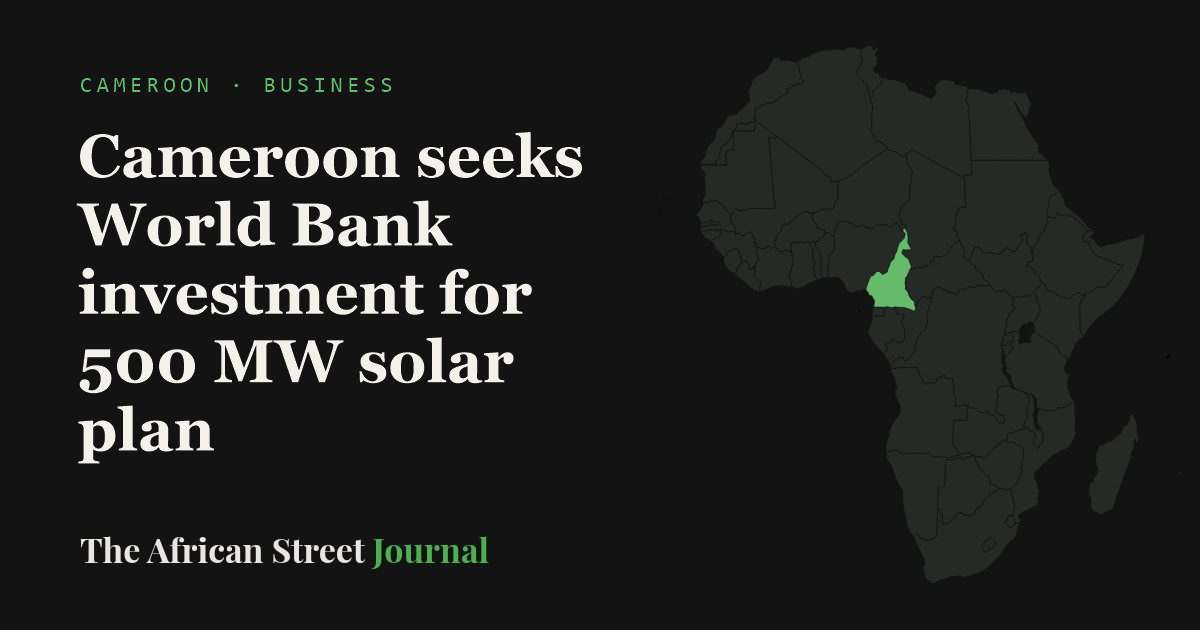 CAMEROON · BUSINESS
Cameroon seeks
World Bank
investment for
500 MW solar
plan
The African Street Journal